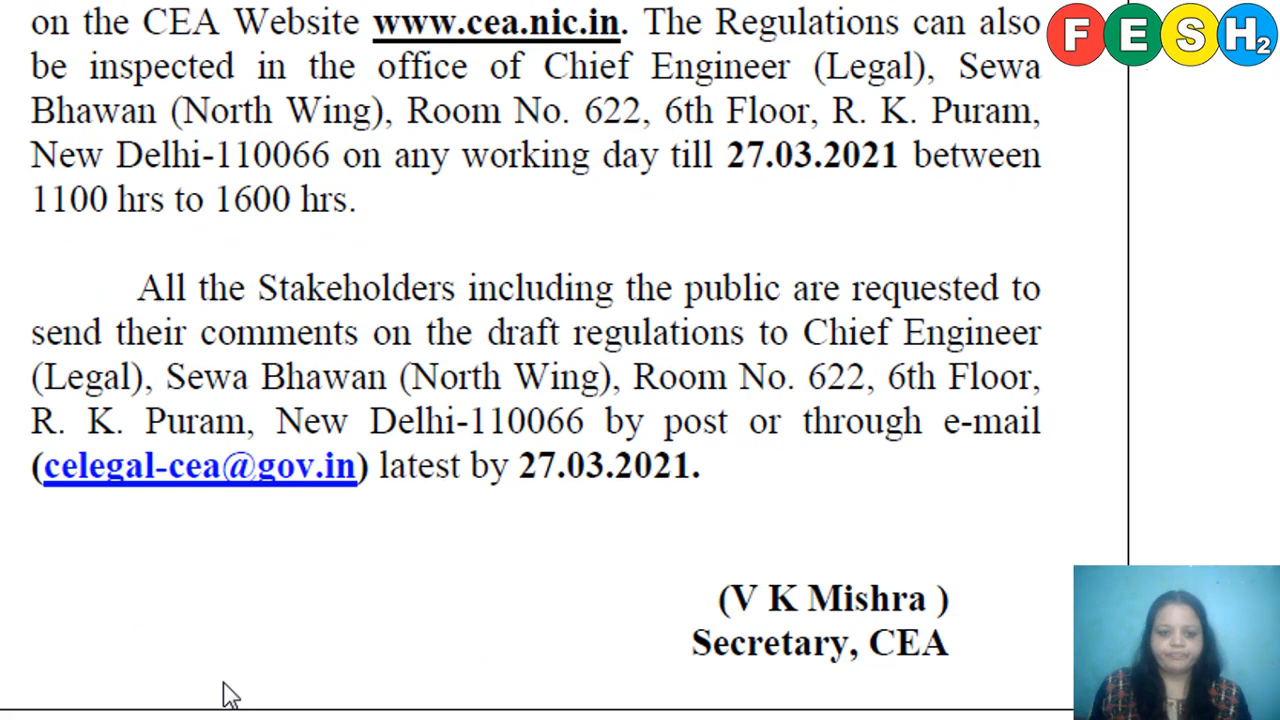 on the CEA Website www.cea.nic.in. The Regulations can also
be inspected in the office of Chief Engineer (Legal), Sewa
Bhawan (North Wing), Room No. 622, 6th Floor, R. K. Puram,
New Delhi-110066 on any working day till 27.03.2021 between
1100 hrs to 1600 hrs.
All the Stakeholders including the public are requested to
send their comments on the draft regulations to Chief Engineer
(Legal), Sewa Bhawan (North Wing), Room No. 622, 6th Floor,
R. K. Puram, New Delhi-110066 by post or through e-mail
(celegal-cea@gov.in) latest by 27.03.2021.
(V K Mishra )
Secretary, CEA
F E S H2